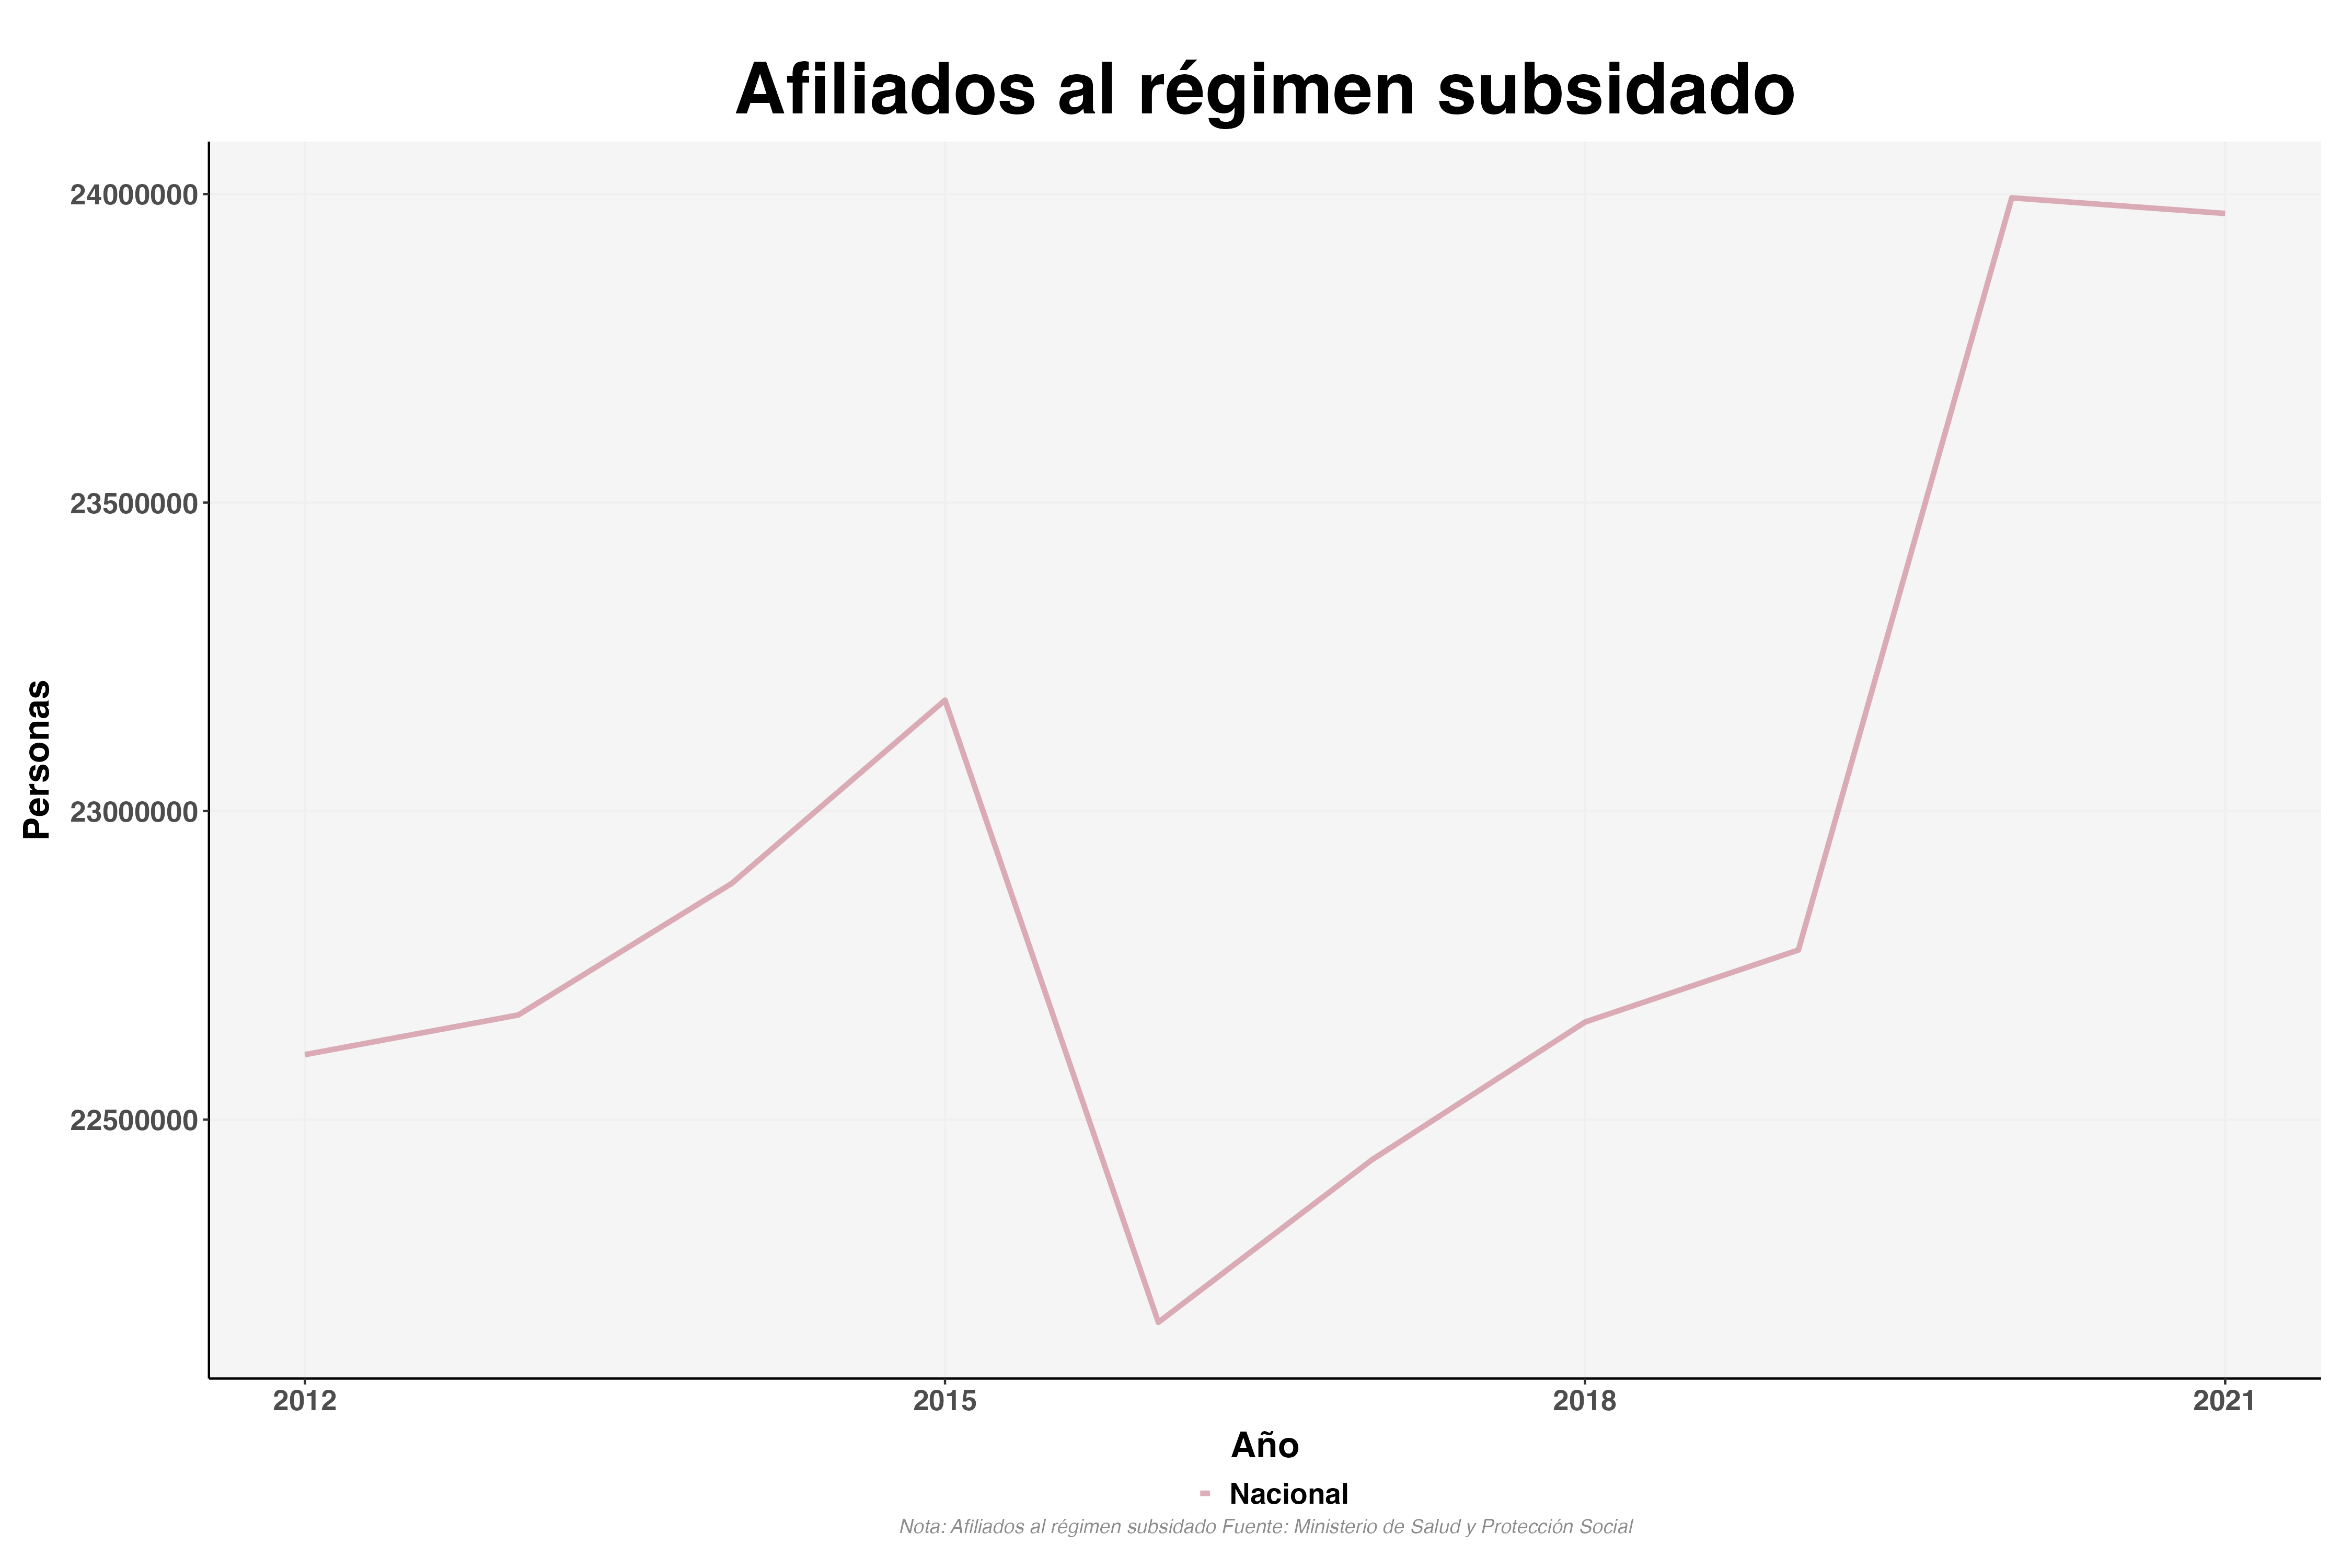 Afiliados al régimen subsidado
24000000
23500000
23000000
22500000
Personas
2012 2015 2018 2021
Año
Nacional
Nota: Afiliados al régimen subsidado Fuente: Ministerio de Salud y Protección Social